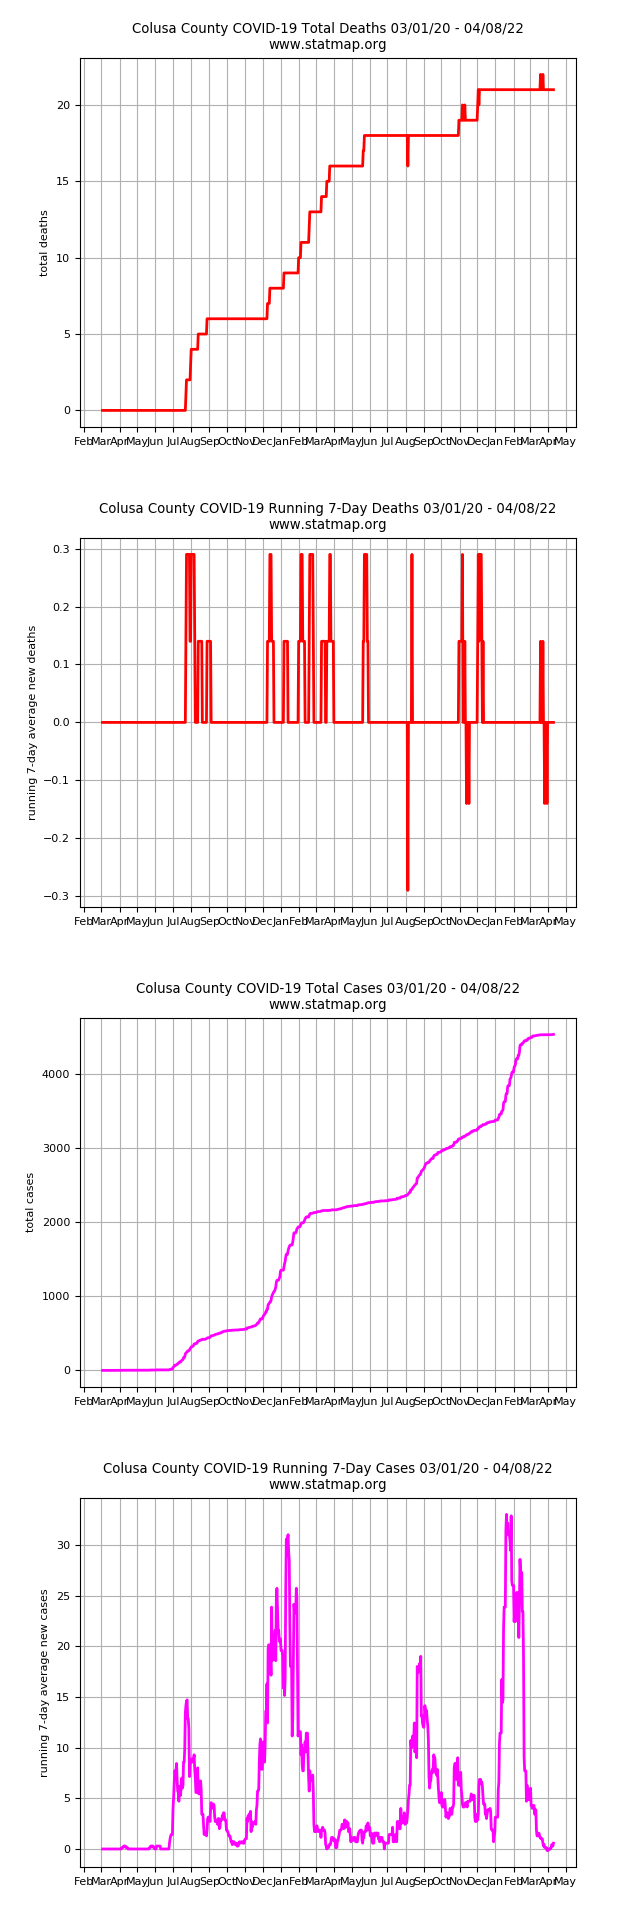 Colusa County COVID-19 Total Deaths 03/01/20 - 04/08/22
www.statmap.org
total deaths
20
15
10
5
0
Feb Mar Apr May Jun Jul Aug Sep Oct Nov Dec Jan Feb Mar Apr May Jun Jul Aug Sep Oct Nov Dec Jan Feb Mar Apr May
Colusa County COVID-19 Running 7-Day Deaths 03/01/20 - 04/08/22
www.statmap.org
running 7-day average new deaths
0.3
0.2
0.1
0.0
−0.1
−0.2
−0.3
Feb Mar Apr May Jun Jul Aug Sep Oct Nov Dec Jan Feb Mar Apr May Jun Jul Aug Sep Oct Nov Dec Jan Feb Mar Apr May
Colusa County COVID-19 Total Cases 03/01/20 - 04/08/22
www.statmap.org
total cases
4000
3000
2000
1000
0
Feb Mar Apr May Jun Jul Aug Sep Oct Nov Dec Jan Feb Mar Apr May Jun Jul Aug Sep Oct Nov Dec Jan Feb Mar Apr May
Colusa County COVID-19 Running 7-Day Cases 03/01/20 - 04/08/22
www.statmap.org
running 7-day average new cases
30
25
20
15
10
5
0
Feb Mar Apr May Jun Jul Aug Sep Oct Nov Dec Jan Feb Mar Apr May Jun Jul Aug Sep Oct Nov Dec Jan Feb Mar Apr May